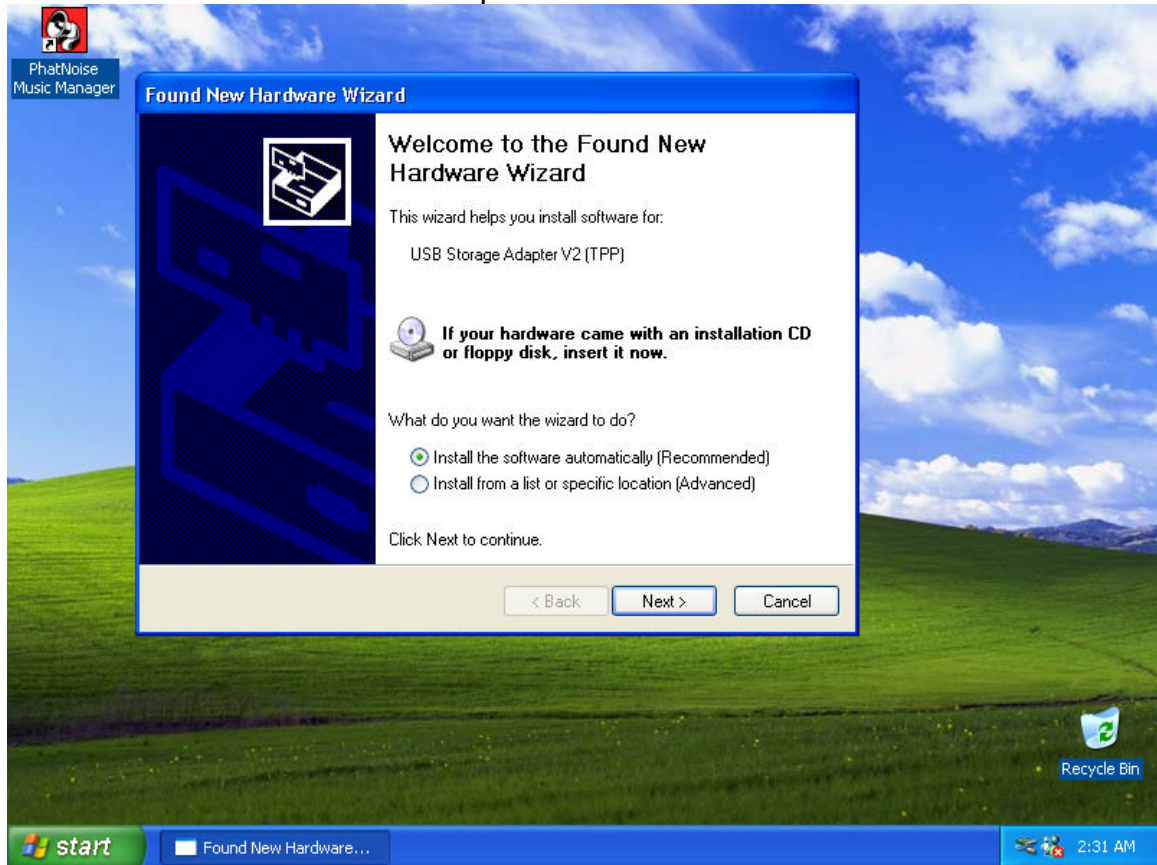 PhatNoise
Music Manager
Found New Hardware Wizard
Welcome to the Found New
Hardware Wizard
This wizard helps you install software for:
USB Storage Adapter V2 (TPP)
If your hardware came with an installation CD
or floppy disk, insert it now.
What do you want the wizard to do?
Install the software automatically (Recommended)
Install from a list or specific location (Advanced)
Click Next to continue.
< Back Next > Cancel
Recycle Bin
start Found New Hardware... 2:31 AM